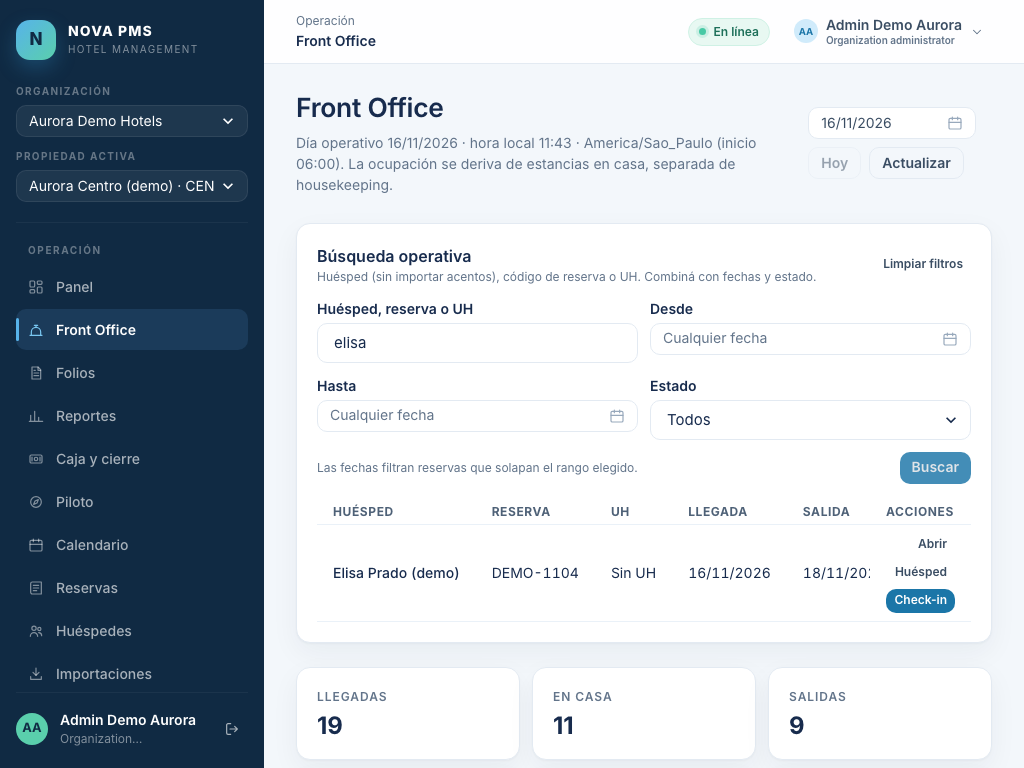 N
NOVA PMS
HOTEL MANAGEMENT
ORGANIZACIÓN
Aurora Demo Hotels
PROPIEDAD ACTIVA
Aurora Centro (demo) · CEN
OPERACIÓN
Panel
Front Office
Folios
Reportes
Caja y cierre
Piloto
Calendario
Reservas
Huéspedes
Importaciones
AA
Admin Demo Aurora
Organization...
Operación
Front Office
En línea
AA
Admin Demo Aurora
Organization administrator
Front Office
Día operativo 16/11/2026 · hora local 11:43 · America/Sao_Paulo (inicio
06:00). La ocupación se deriva de estancias en casa, separada de
housekeeping.
16/11/2026
Hoy
Actualizar
Búsqueda operativa
Huésped (sin importar acentos), código de reserva o UH. Combiná con fechas y estado.
Limpiar filtros
Huésped, reserva o UH
Desde
elisa
Cualquier fecha
Hasta
Estado
Cualquier fecha
Todos
Las fechas filtran reservas que solapan el rango elegido.
Buscar
HUÉSPED RESERVA UH LLEGADA SALIDA ACCIONES
Elisa Prado (demo) DEMO-1104 Sin UH 16/11/2026 18/11/20
Abrir
Huésped
Check-in
LLEGADAS
19
EN CASA
11
SALIDAS
9